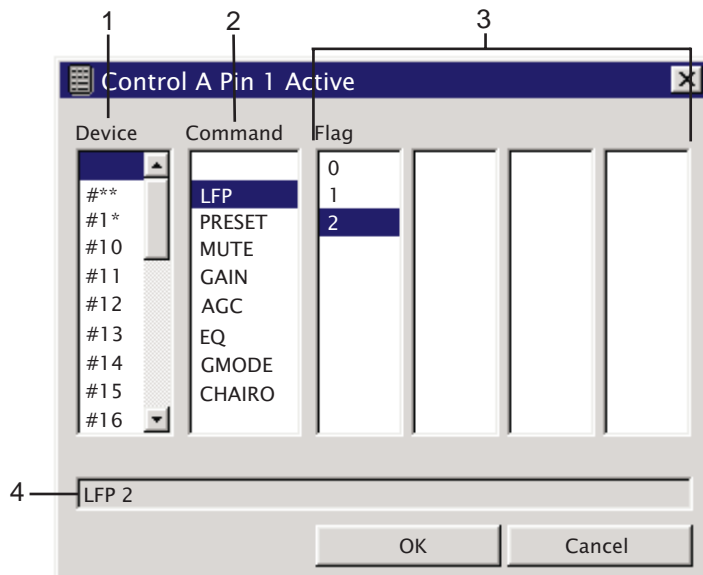 1 2 3
Control A Pin 1 Active
Device Command Flag
#**
#1*
#10
#11
#12
#13
#14
#15
#16
LFP
PRESET
MUTE
GAIN
AGC
EQ
GMODE
CHAIRO
0
1
2
4
LFP 2
OK Cancel